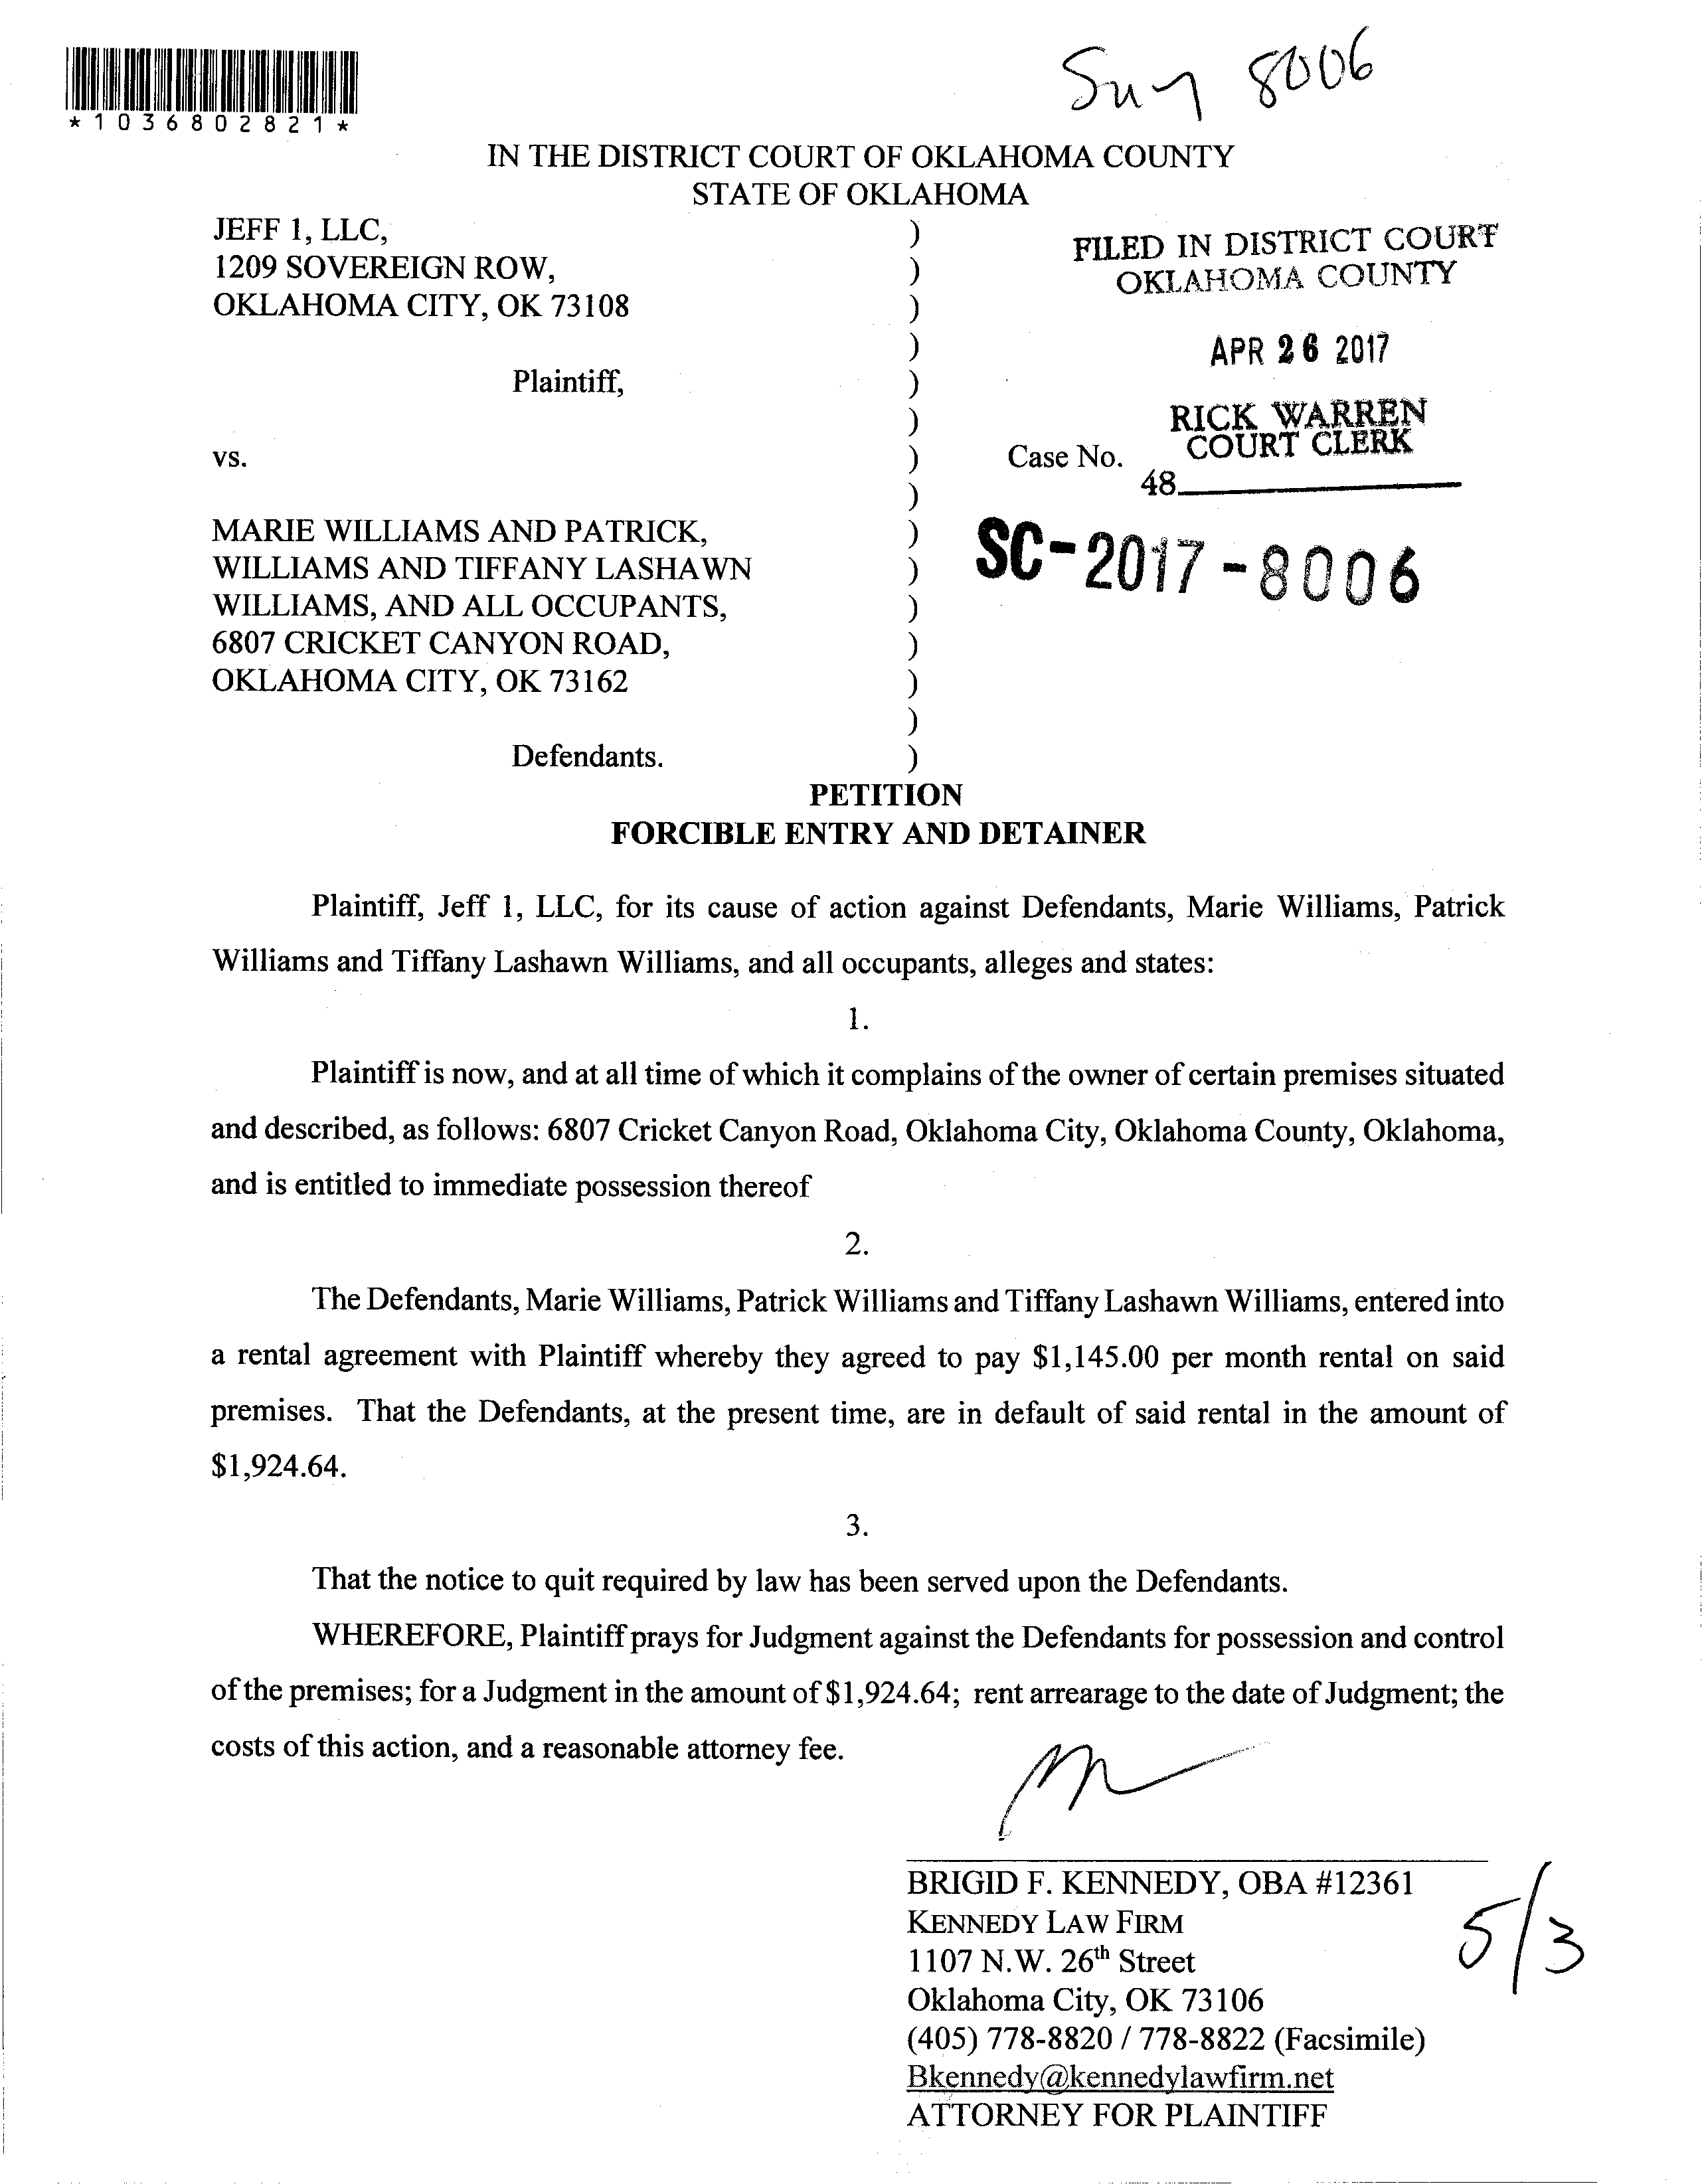 *1036802821*
8006
IN THE DISTRICT COURT OF OKLAHOMA COUNTY
STATE OF OKLAHOMA
JEFF 1, LLC, )
1209 SOVEREIGN ROW, )
OKLAHOMA CITY, OK 73108 )
)
Plaintiff, )
)
vs. )
)
MARIE WILLIAMS AND PATRICK, )
WILLIAMS AND TIFFANY LASHAWN )
WILLIAMS, AND ALL OCCUPANTS, )
6807 CRICKET CANYON ROAD, )
OKLAHOMA CITY, OK 73162 )
)
Defendants. )
FILED IN DISTRICT COURT
OKLAHOMA COUNTY
APR 26 2017
RICK WARREN
COURT CLERK
Case No.
48
SC-2017-8006
PETITION
FORCIBLE ENTRY AND DETAINER
Plaintiff, Jeff 1, LLC, for its cause of action against Defendants, Marie Williams, Patrick
Williams and Tiffany Lashawn Williams, and all occupants, alleges and states:
1.
Plaintiff is now, and at all time of which it complains of the owner of certain premises situated
and described, as follows: 6807 Cricket Canyon Road, Oklahoma City, Oklahoma County, Oklahoma,
and is entitled to immediate possession thereof
2.
The Defendants, Marie Williams, Patrick Williams and Tiffany Lashawn Williams, entered into
a rental agreement with Plaintiff whereby they agreed to pay $1,145.00 per month rental on said
premises. That the Defendants, at the present time, are in default of said rental in the amount of
$1,924.64.
3.
That the notice to quit required by law has been served upon the Defendants.
WHEREFORE, Plaintiff prays for Judgment against the Defendants for possession and control
of the premises; for a Judgment in the amount of $1,924.64; rent arrearage to the date of Judgment; the
costs of this action, and a reasonable attorney fee.
BRIGID F. KENNEDY, OBA #12361
KENNEDY LAW FIRM
1107 N.W. 26th Street
Oklahoma City, OK 73106
(405) 778-8820 / 778-8822 (Facsimile)
Bkennedy@kennedylawfirm.net
ATTORNEY FOR PLAINTIFF
5/3